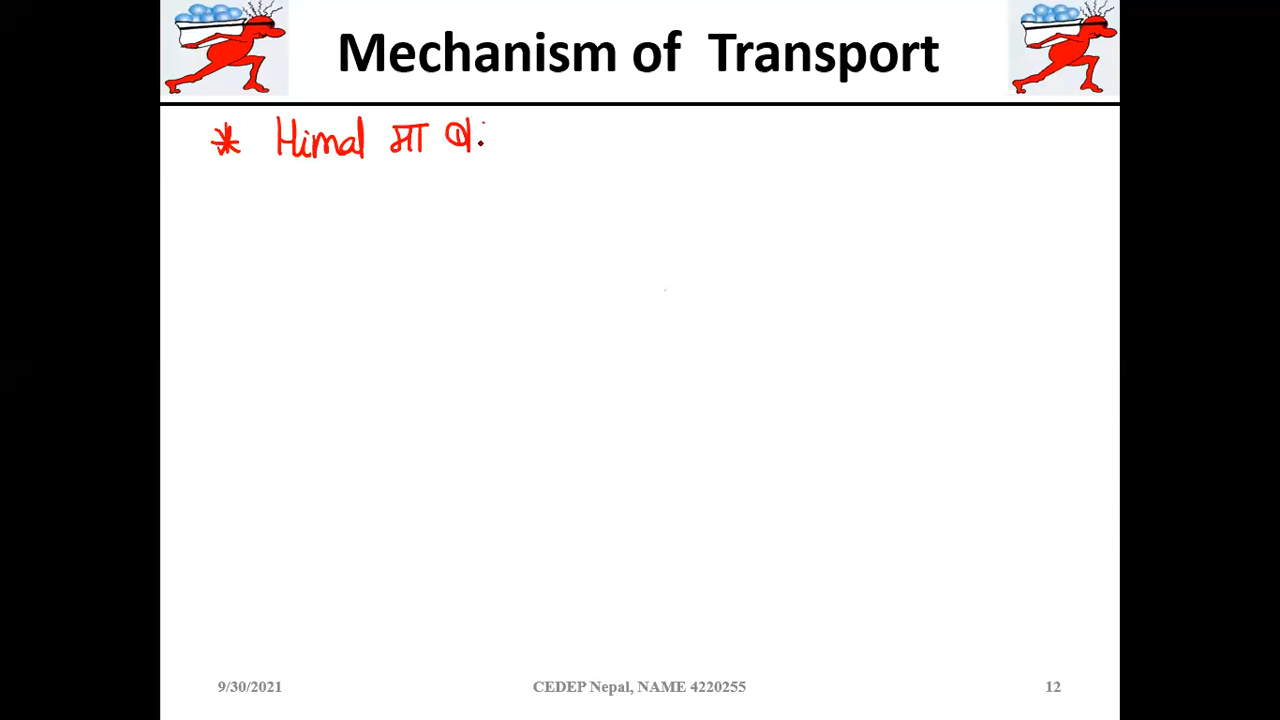 Mechanism of Transport
* Himal मा
9/30/2021
CEDEP Nepal, NAME 4220255
12